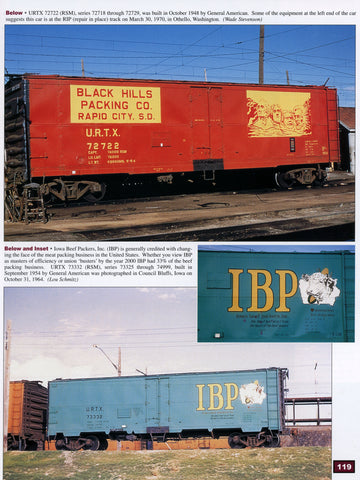 Below • URTX 72722 (RSM), series 72718 through 72729, was built in October 1948 by General American. Some of the equipment at the left end of the car
suggests this car is at the RIP (repair in place) track on March 30, 1970, in Othello, Washington. (Wade Stevenson)
BLACK HILLS
PACKING CO.
RAPID CITY, S.D.
U.R.T.X.
72722
Below and Inset • Iowa Beef Packers, Inc. (IBP) is generally credited with chang-
ing the face of the meat packing business in the United States. Whether you view IBP
as masters of efficiency or union 'busters' by the year 2000 IBP had 33% of the beef
packing business. URTX 73332 (RSM), series 73325 through 74999, built in
September 1954 by General American was photographed in Council Bluffs, Iowa on
October 31, 1964. (Lou Schmitz)
IBP
URTX
73332
IBP
119